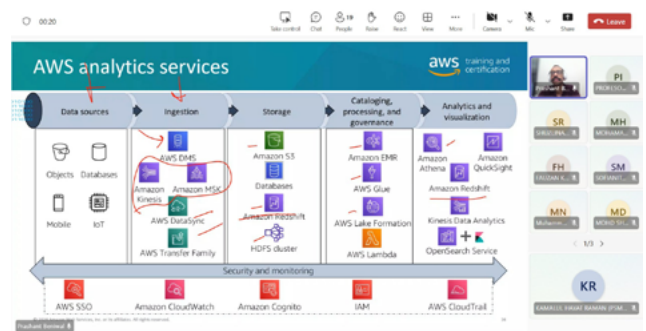 00:20
Take control
Chat
People
19
Raise
React
View
More
Camera
Mic
Share
Leave
AWS analytics services
aws training and
certification
Data sources
Ingestion
Storage
Cataloging,
processing, and
governance
Analytics and
visualization
Objects
Databases
Mobile
IoT
AWS DMS
Amazon
Kinesis
Amazon MSK
AWS DataSync
AWS Transfer Family
Amazon S3
Databases
Amazon Redshift
HDFS cluster
Amazon EMR
AWS Glue
AWS Lake Formation
AWS Lambda
Amazon
Athena
Amazon
QuickSight
Amazon Redshift
Kinesis Data Analytics
OpenSearch Service
Security and monitoring
AWS SSO
Amazon CloudWatch
Amazon Cognito
IAM
AWS CloudTrail
PI
SR
MH
FH
SM
MN
MD
1/3
KR